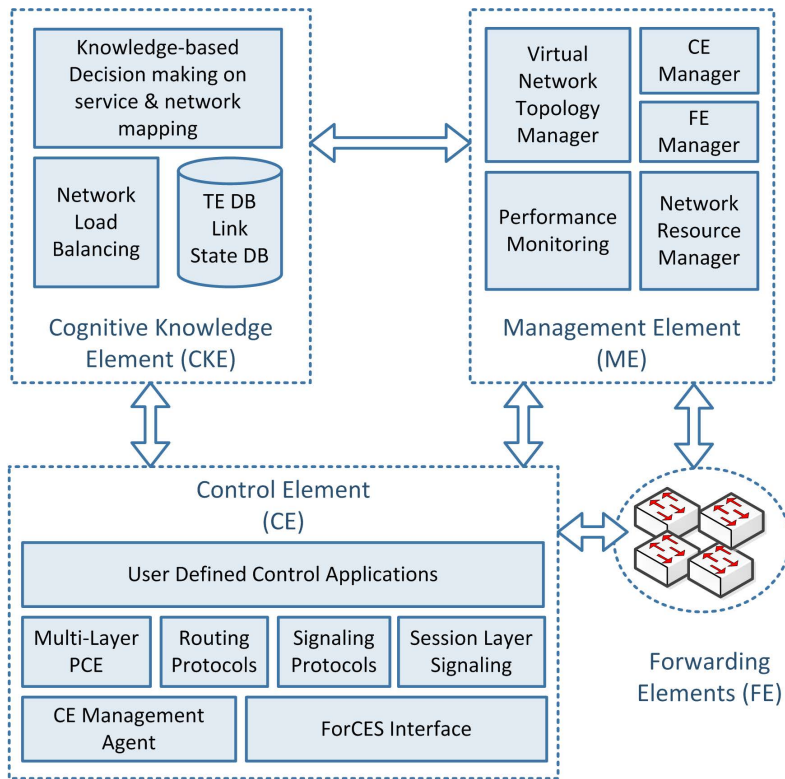 Knowledge-based
Decision making on
service & network
mapping
Network
Load
Balancing
TE DB
Link
State DB
Cognitive Knowledge
Element (CKE)
Virtual
Network
Topology
Manager
CE
Manager
FE
Manager
Performance
Monitoring
Network
Resource
Manager
Management Element
(ME)
Control Element
(CE)
User Defined Control Applications
Multi-Layer
PCE
Routing
Protocols
Signaling
Protocols
Session Layer
Signaling
CE Management
Agent
ForCES Interface
Forwarding
Elements (FE)